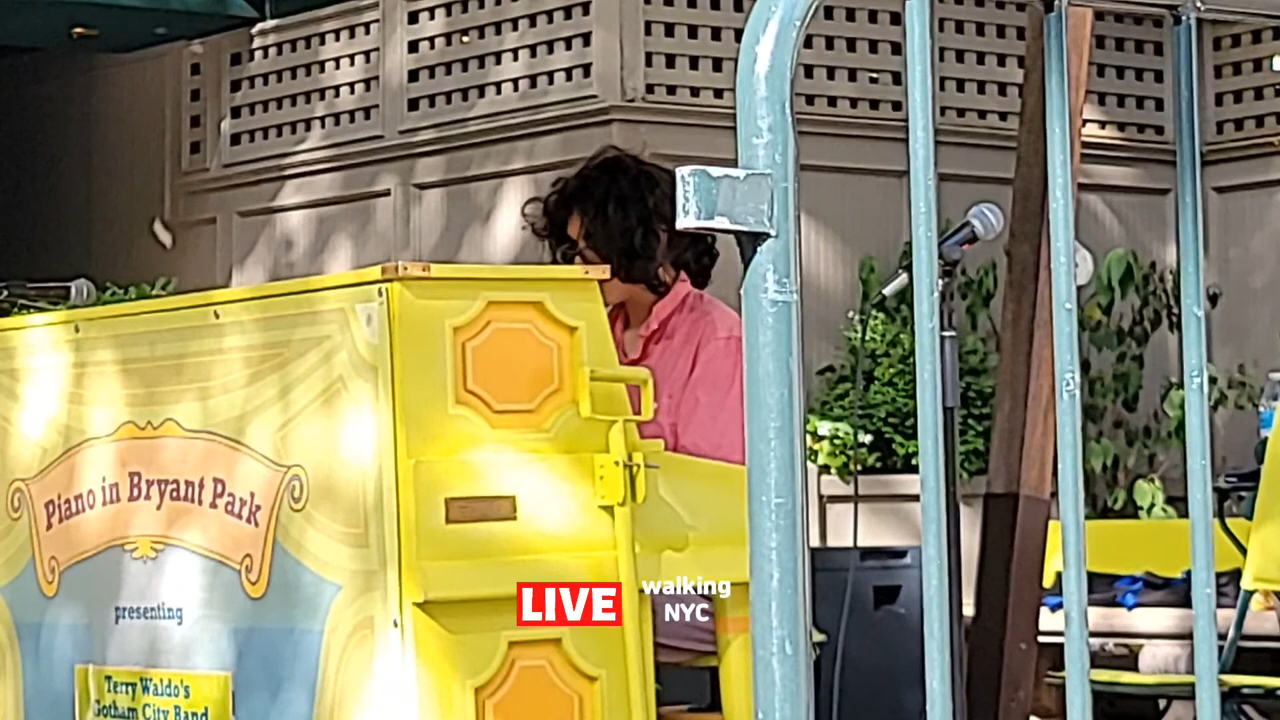 Piano in Bryant Park
presenting
Terry Waldo's
Gotham City Band
LIVE
walking
NYC